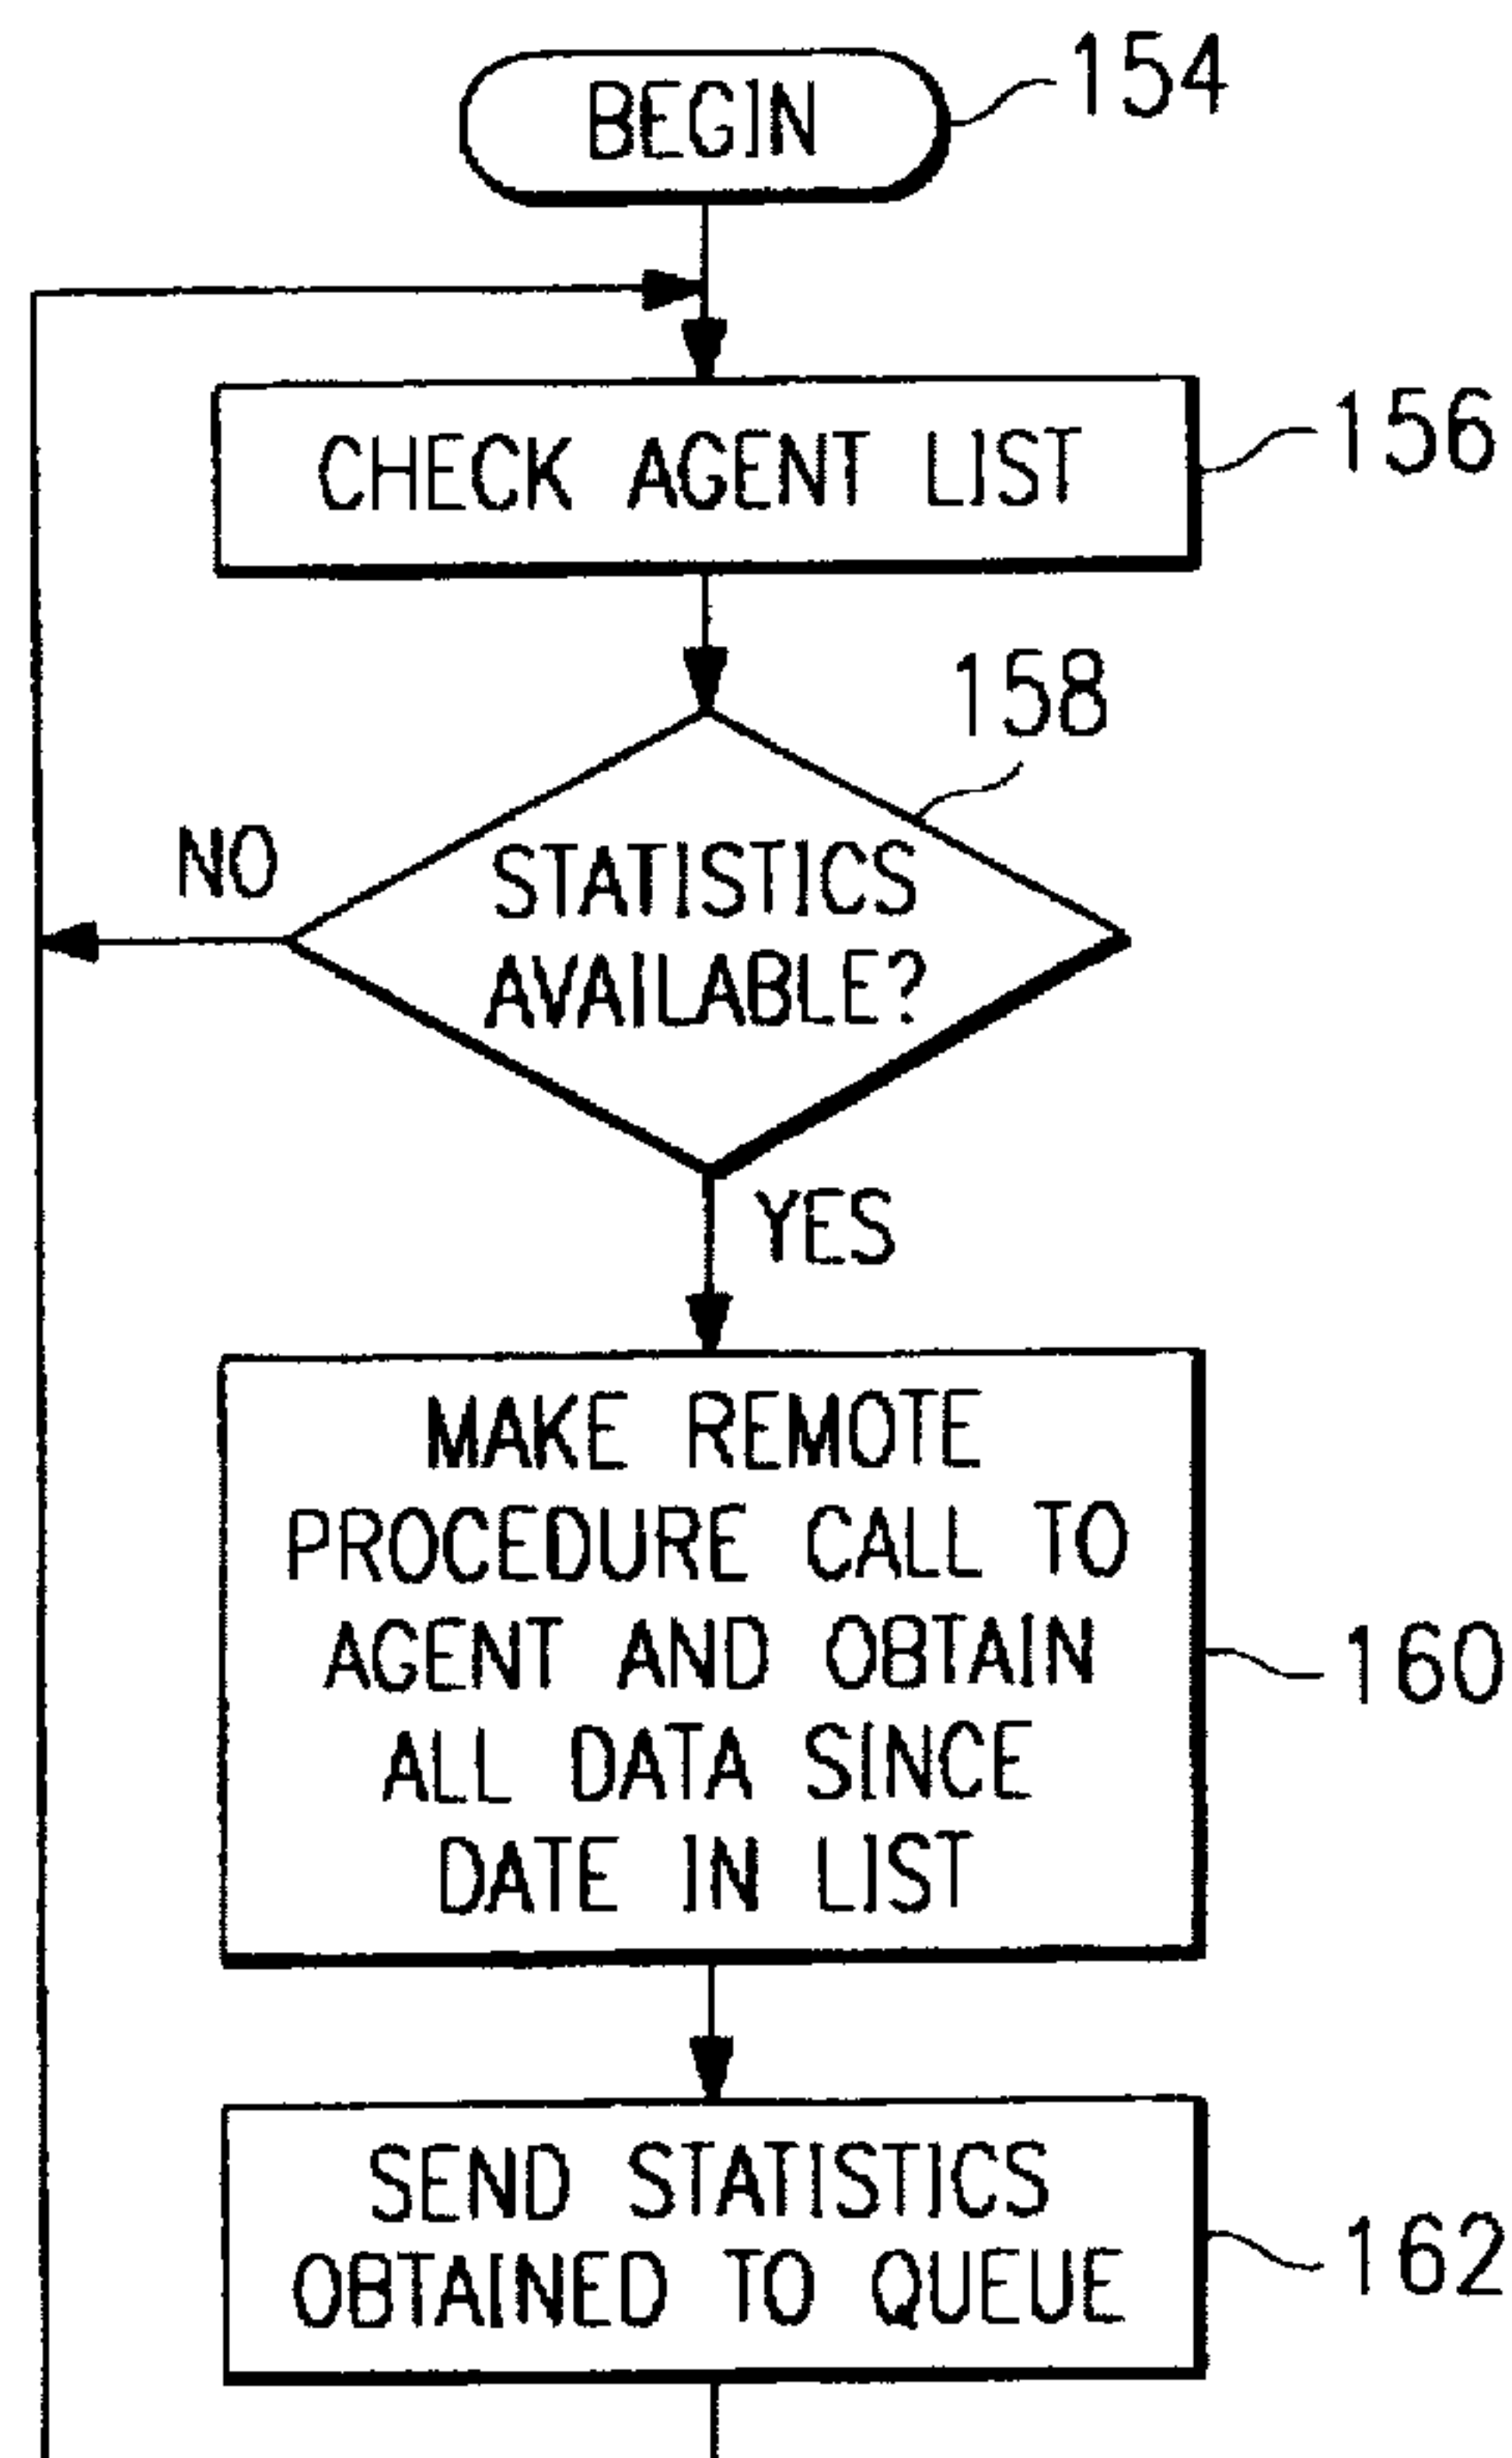 BEGIN
154
CHECK AGENT LIST
156
158
NO
STATISTICS
AVAILABLE?
YES
MAKE REMOTE
PROCEDURE CALL TO
AGENT AND OBTAIN
ALL DATA SINCE
DATE IN LIST
160
SEND STATISTICS
OBTAINED TO QUEUE
162